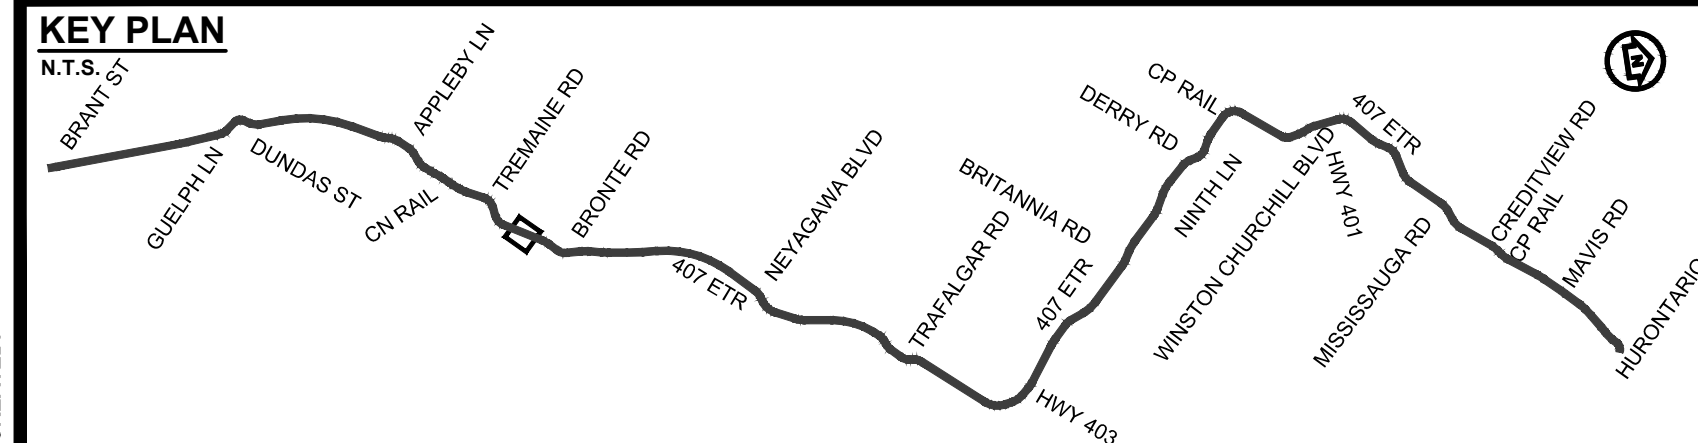 KEY PLAN
N.T.S.
BRANT ST
GUELPH LN
DUNDAS ST
APPLEBY LN
CN RAIL
TREMAINE RD
BRONTE RD
407 ETR
NEYAGAWA BLVD
TRAFALGAR RD
HWY 403
407 ETR
BRITANNIA RD
DERRY RD
CP RAIL
NINTH LN
WINSTON CHURCHILL BLVD
HWY 401
407 ETR
MISSISSAUGA RD
CREDITVIEW RD
CP RAIL
MAVIS RD
HURONTARIO
N